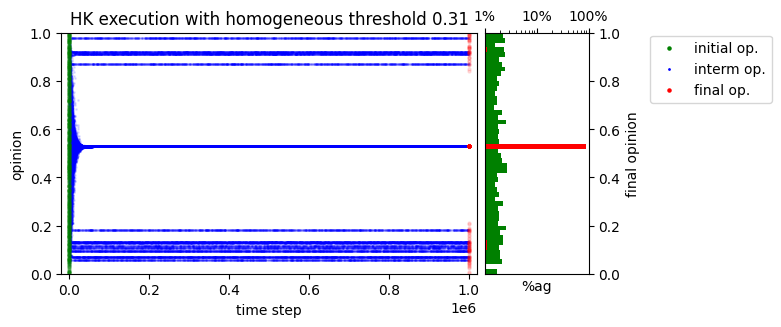 HK execution with homogeneous threshold 0.31
1% 10% 100%
1.0 1.0
0.8 0.8
0.6 0.6
0.4 0.4
0.2 0.2
0.0 0.0
opinion
final opinion
0.0 0.2 0.4 0.6 0.8 1.0
1e6
time step
%ag
initial op.
interm op.
final op.